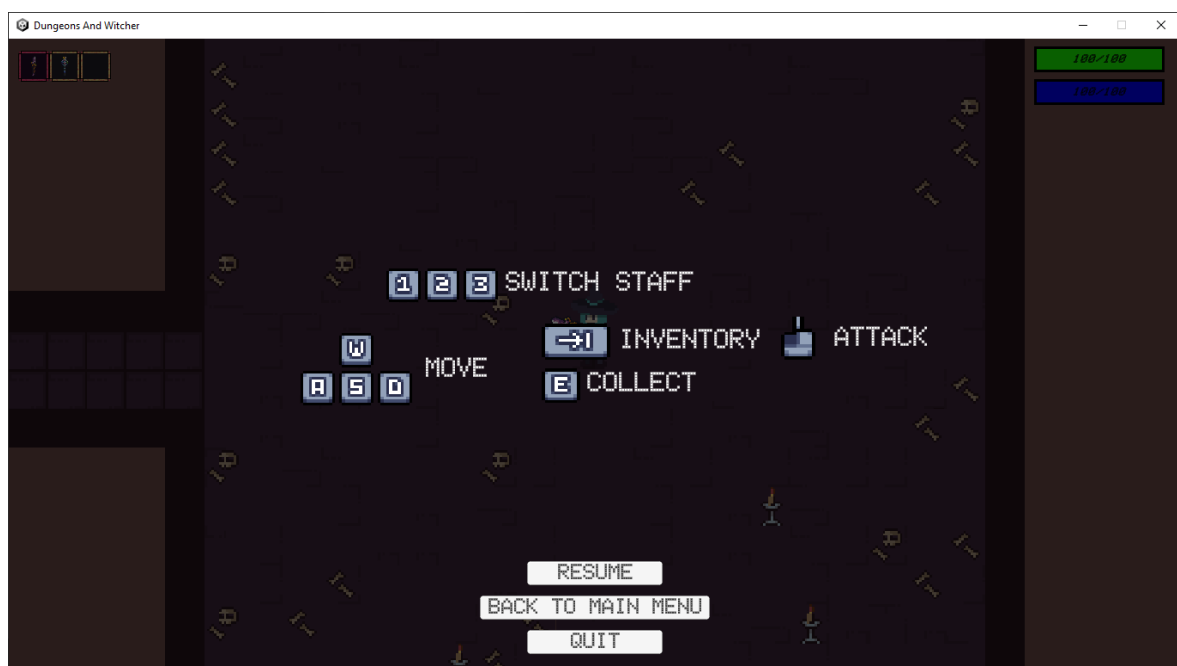 Dungeons And Witcher
100/100
100/100
1 2 3 SWITCH STAFF
W
A S D MOVE
INVENTORY
ATTACK
E COLLECT
RESUME
BACK TO MAIN MENU
QUIT